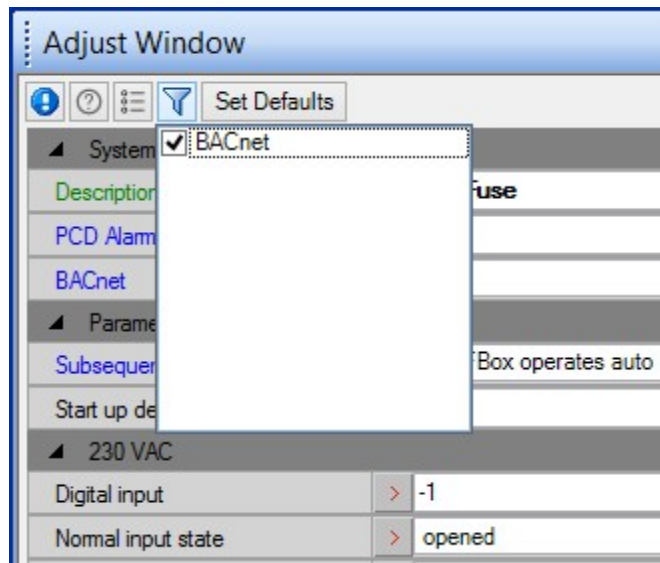 Adjust Window
Set Defaults
System
BACnet
Description
Fuse
PCD Alarm
BACnet
Parame
Subsequen
FBox operates auto
Start up de
230 VAC
Digital input > -1
Normal input state > opened